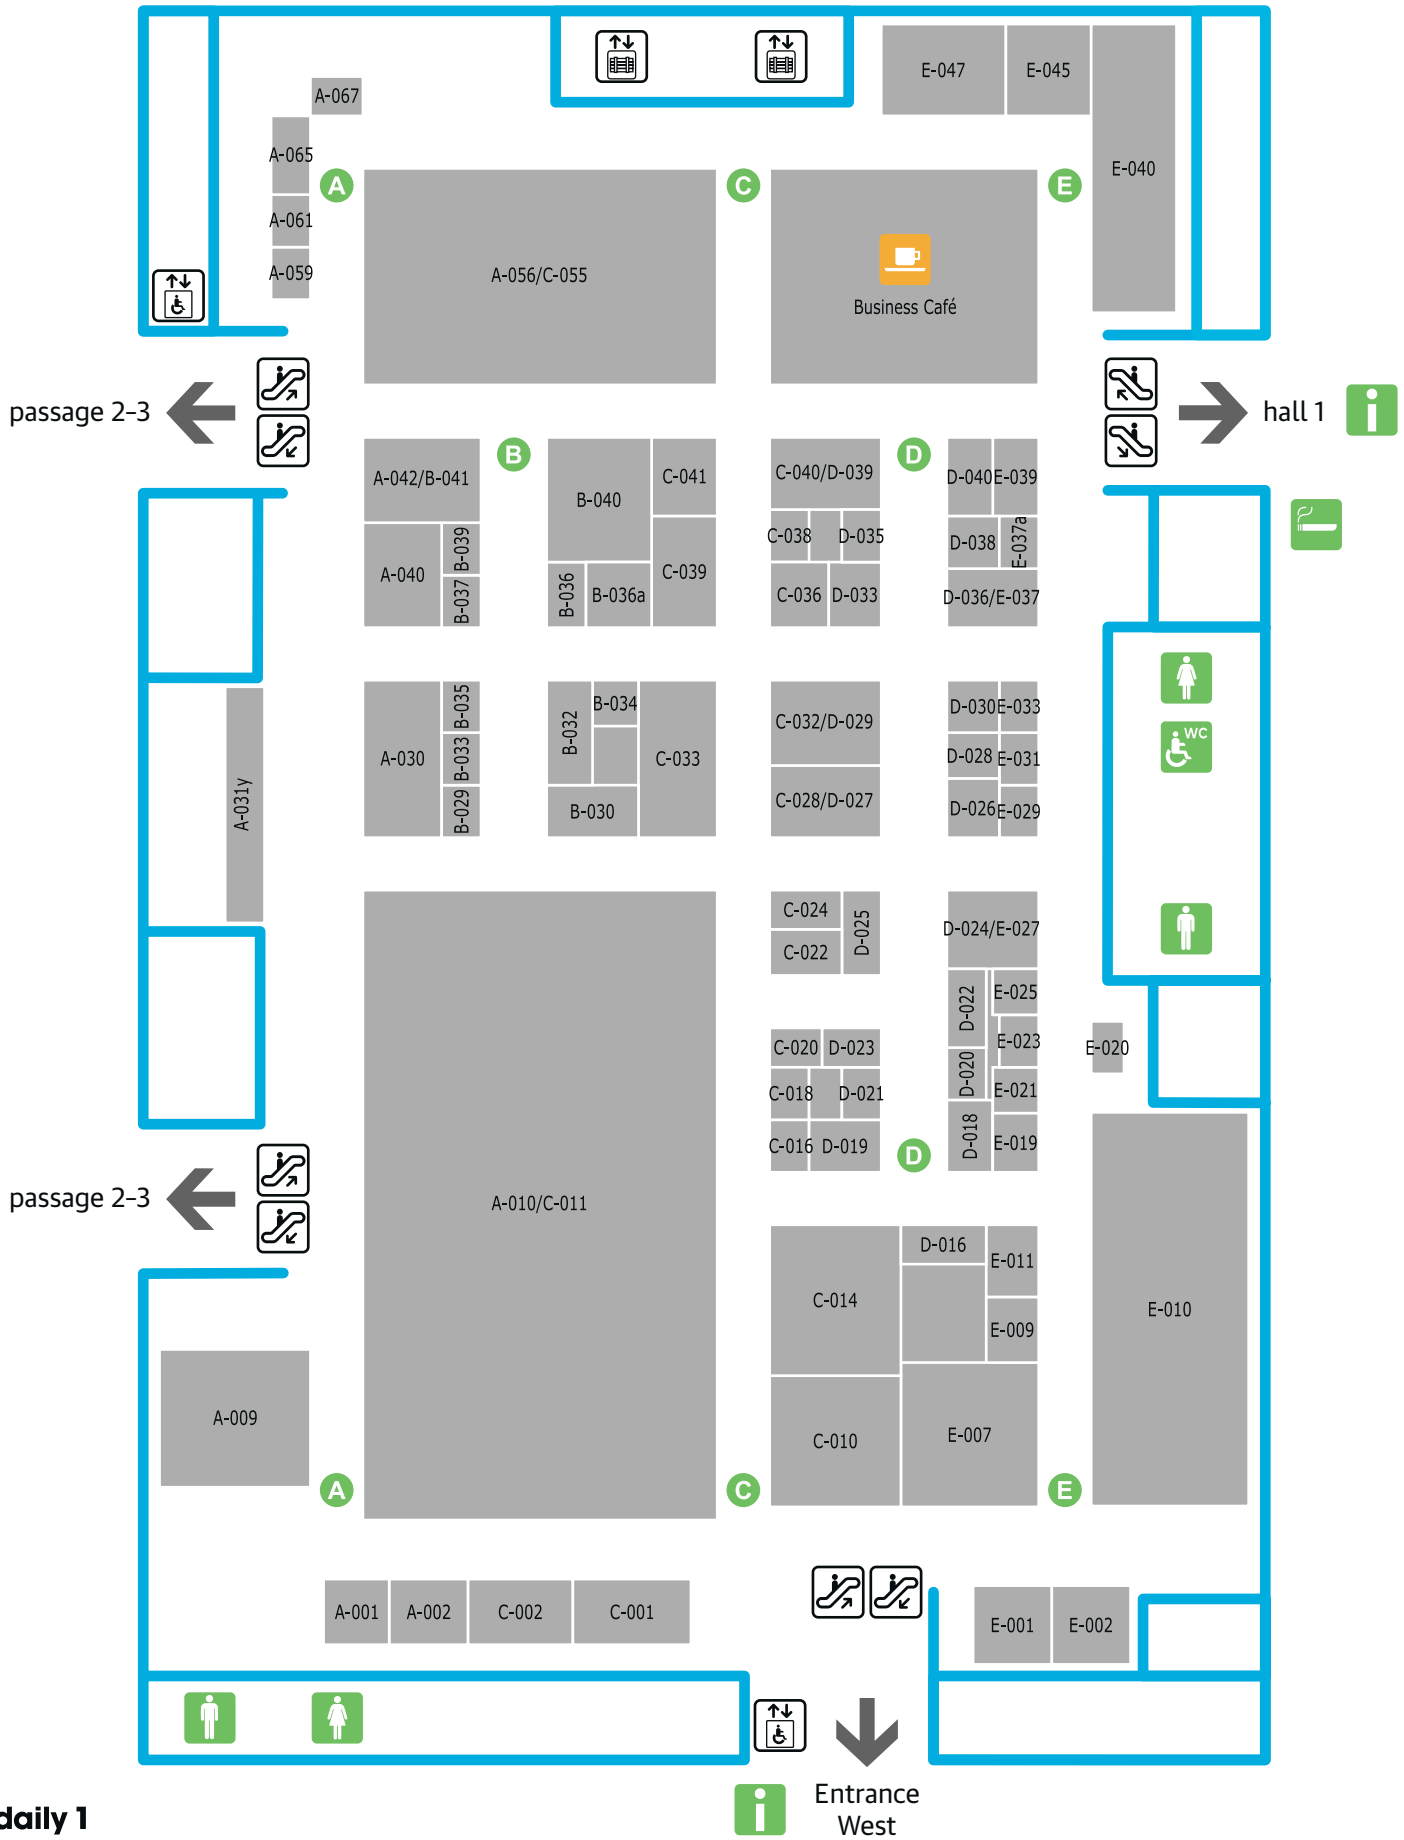 E-047
E-045
A-067
A-065
E-040
A
C
E
A-061
A-059
A-056/C-055
Business Café
passage 2-3
hall 1
i
B
D
A-042/B-041
B-040
C-041
C-040/D-039
D-040
E-039
A-040
B-039
B-037
B-036
B-036a
C-039
C-038
D-035
D-038
E-037a
C-036
D-033
D-036/E-037
WC
A-031y
A-030
B-035
B-033
B-029
B-032
B-034
B-030
C-033
C-032/D-029
C-028/D-027
D-030
E-033
D-028
E-031
D-026
E-029
C-024
C-022
D-025
D-024/E-027
D-022
E-025
E-023
E-020
C-020
D-023
D-020
C-018
D-021
E-021
C-016
D-019
D
D-018
E-019
passage 2-3
A-010/C-011
C-014
D-016
E-011
E-009
E-010
A-009
C-010
E-007
A
C
E
A-001
A-002
C-002
C-001
E-001
E-002
i
Entrance
West
daily 1